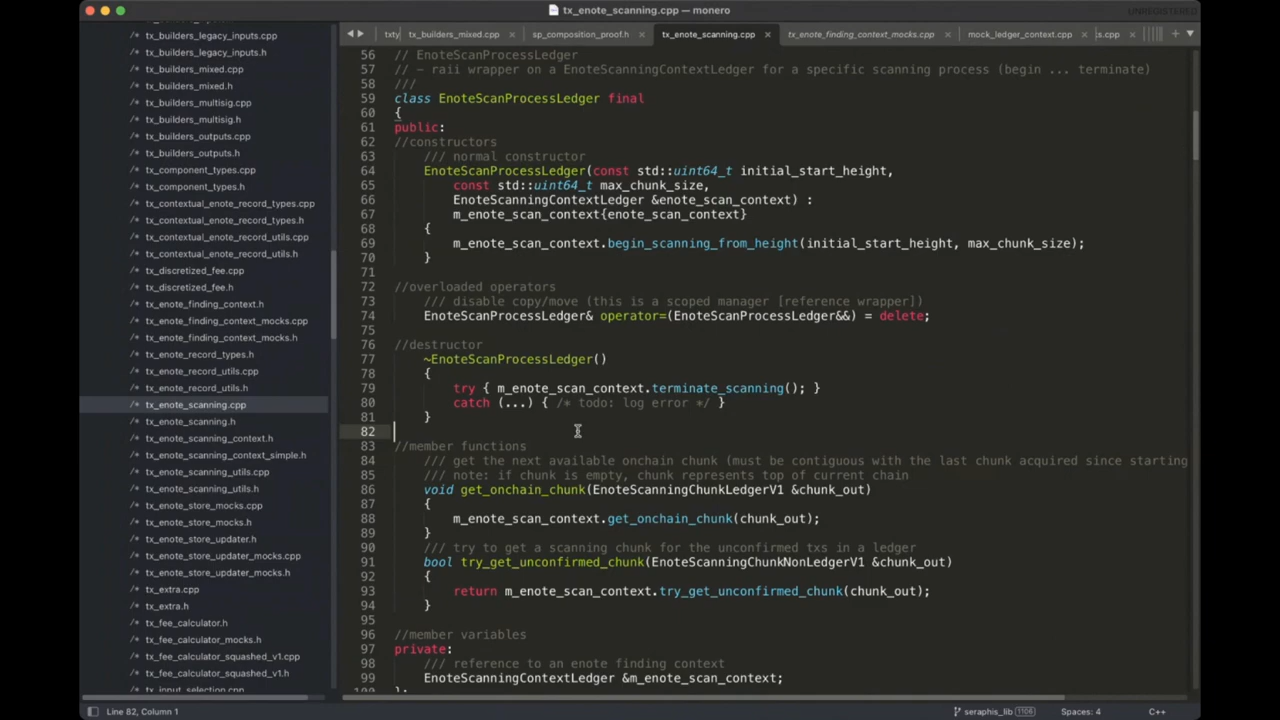 tx_enote_scanning.cpp — monero
UNREGISTERED
txty
tx_builders_mixed.cpp ×
sp_composition_proof.h ×
tx_enote_scanning.cpp ×
tx_enote_finding_context_mocks.cpp ×
mock_ledger_context.cpp ×
:s.cpp ×
/* tx_builders_legacy_inputs.cpp
/* tx_builders_legacy_inputs.h
/* tx_builders_mixed.cpp
/* tx_builders_mixed.h
/* tx_builders_multisig.cpp
/* tx_builders_multisig.h
/* tx_builders_outputs.cpp
/* tx_builders_outputs.h
/* tx_component_types.cpp
/* tx_component_types.h
/* tx_contextual_enote_record_types.cpp
/* tx_contextual_enote_record_types.h
/* tx_contextual_enote_record_utils.cpp
/* tx_contextual_enote_record_utils.h
/* tx_discretized_fee.cpp
/* tx_discretized_fee.h
/* tx_enote_finding_context.h
/* tx_enote_finding_context_mocks.cpp
/* tx_enote_finding_context_mocks.h
/* tx_enote_record_types.h
/* tx_enote_record_utils.cpp
/* tx_enote_record_utils.h
/* tx_enote_scanning.cpp
/* tx_enote_scanning.h
/* tx_enote_scanning_context.h
/* tx_enote_scanning_context_simple.h
/* tx_enote_scanning_utils.cpp
/* tx_enote_scanning_utils.h
/* tx_enote_store_mocks.cpp
/* tx_enote_store_mocks.h
/* tx_enote_store_updater.h
/* tx_enote_store_updater_mocks.cpp
/* tx_enote_store_updater_mocks.h
/* tx_extra.cpp
/* tx_extra.h
/* tx_fee_calculator.h
/* tx_fee_calculator_mocks.h
/* tx_fee_calculator_squashed_v1.cpp
/* tx_fee_calculator_squashed_v1.h
/* tx_input_selection.cpp
56 // EnoteScanProcessLedger
57 // - raii wrapper on a EnoteScanningContextLedger for a specific scanning process (begin ... terminate)
58 ///
59 class EnoteScanProcessLedger final
60 {
61 public:
62 //constructors
63 /// normal constructor
64 EnoteScanProcessLedger(const std::uint64_t initial_start_height,
65 const std::uint64_t max_chunk_size,
66 EnoteScanningContextLedger &enote_scan_context) :
67 m_enote_scan_context{enote_scan_context}
68 {
69 m_enote_scan_context.begin_scanning_from_height(initial_start_height, max_chunk_size);
70 }
71
72 //overloaded operators
73 /// disable copy/move (this is a scoped manager [reference wrapper])
74 EnoteScanProcessLedger& operator=(EnoteScanProcessLedger&&) = delete;
75
76 //destructor
77 ~EnoteScanProcessLedger()
78 {
79 try { m_enote_scan_context.terminate_scanning(); }
80 catch (...) { /* todo: log error */ }
81 }
82
83 //member functions
84 /// get the next available onchain chunk (must be contiguous with the last chunk acquired since starting
85 /// note: if chunk is empty, chunk represents top of current chain
86 void get_onchain_chunk(EnoteScanningChunkLedgerV1 &chunk_out)
87 {
88 m_enote_scan_context.get_onchain_chunk(chunk_out);
89 }
90 /// try to get a scanning chunk for the unconfirmed txs in a ledger
91 bool try_get_unconfirmed_chunk(EnoteScanningChunkNonLedgerV1 &chunk_out)
92 {
93 return m_enote_scan_context.try_get_unconfirmed_chunk(chunk_out);
94 }
95
96 //member variables
97 private:
98 /// reference to an enote finding context
99 EnoteScanningContextLedger &m_enote_scan_context;
100 };
Line 82, Column 1
seraphis_lib 1106
Spaces: 4
C++